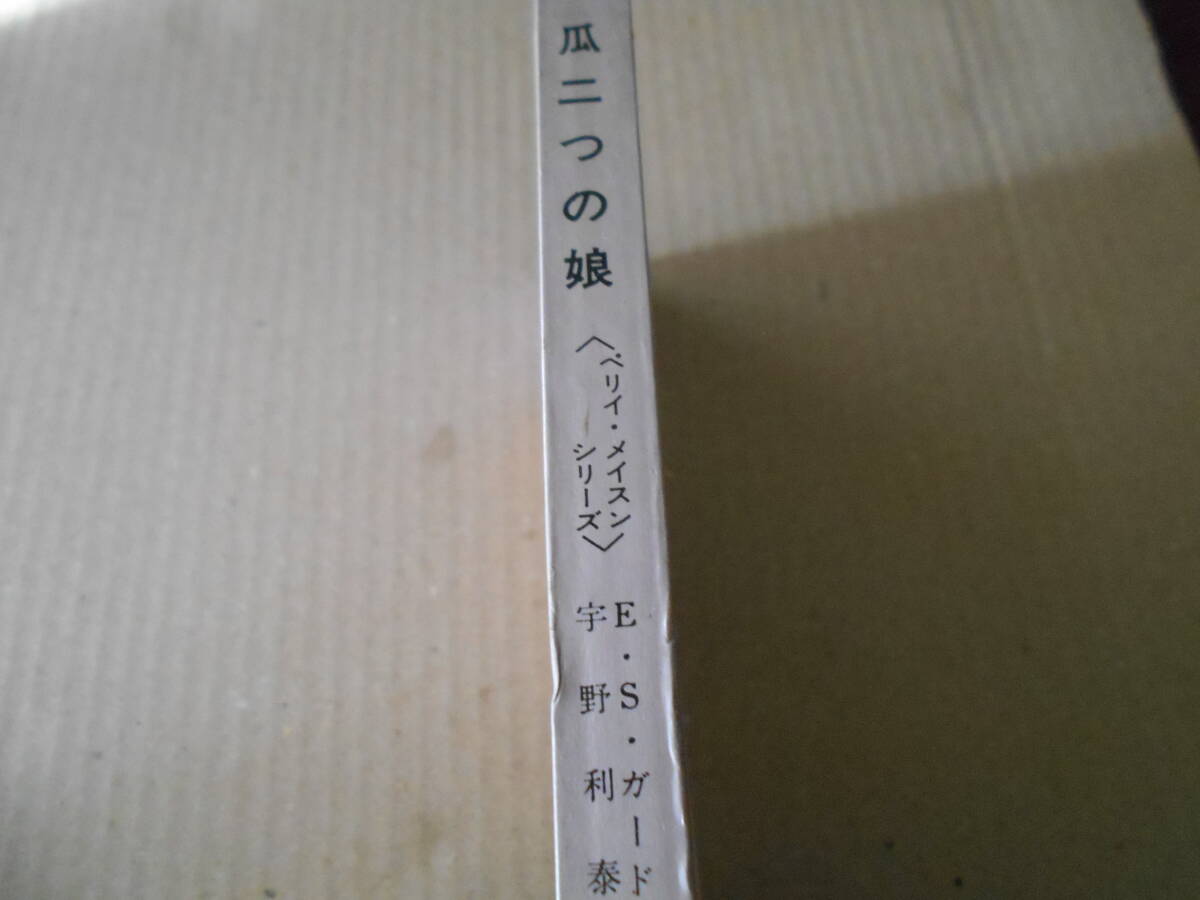 瓜二つの娘
〈ペリイ・メイスン
シリーズ〉
E・S・ガード
宇野利泰